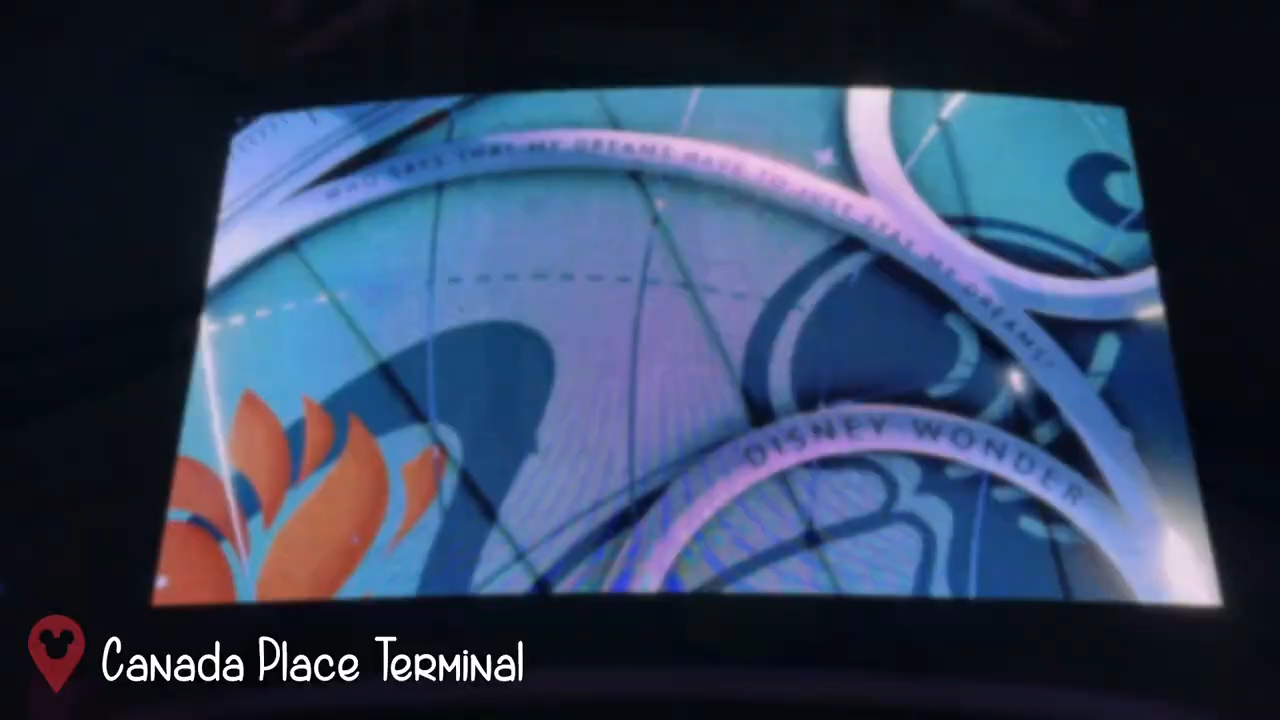 WHO SAYS THAT MY DREAMS HAVE TO JUST STAY MY DREAMS?
DISNEY WONDER
Canada Place Terminal